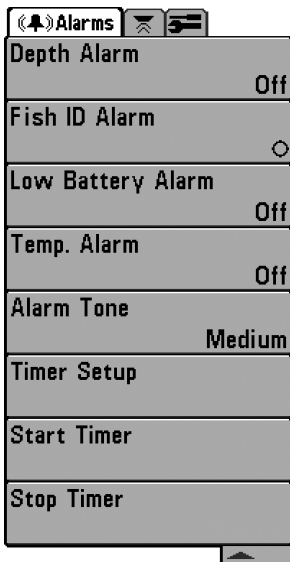 Alarms
Depth Alarm
Off
Fish ID Alarm
Low Battery Alarm
Off
Temp. Alarm
Off
Alarm Tone
Medium
Timer Setup
Start Timer
Stop Timer